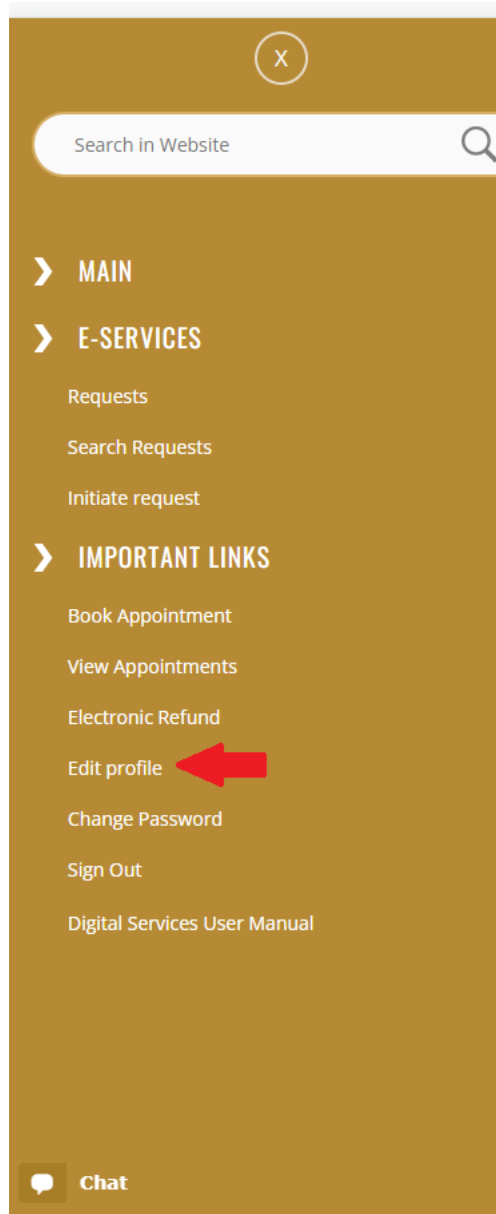 X
Search in Website
MAIN
E-SERVICES
Requests
Search Requests
Initiate request
IMPORTANT LINKS
Book Appointment
View Appointments
Electronic Refund
Edit profile
Change Password
Sign Out
Digital Services User Manual
Chat